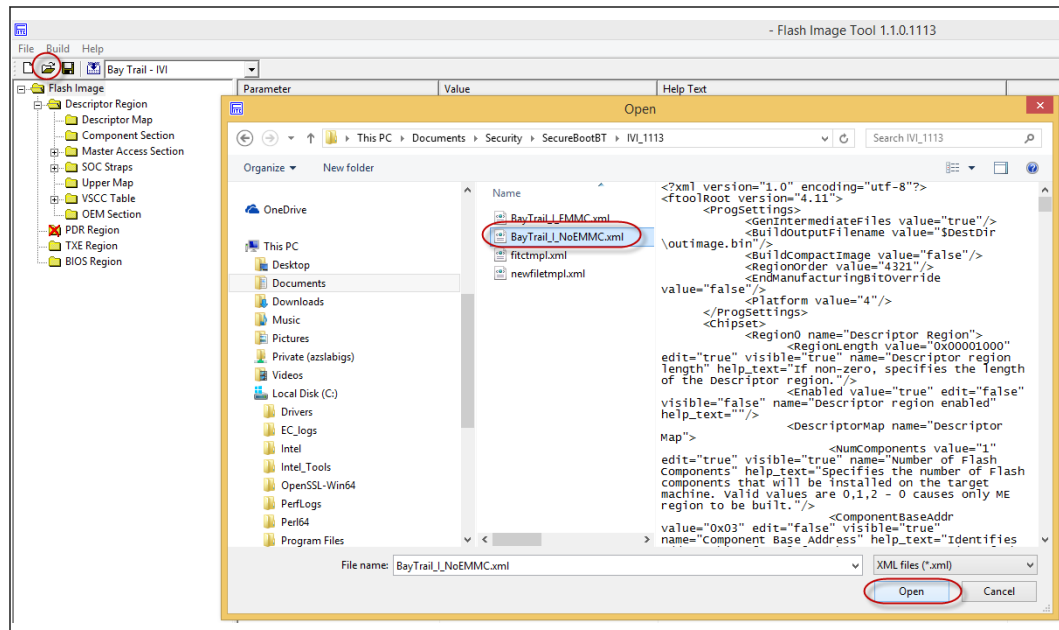 - Flash Image Tool 1.1.0.1113
File Build Help
Bay Trail - IVI
Parameter Value Help Text
Flash Image
Descriptor Region
Descriptor Map
Component Section
Master Access Section
SOC Straps
Upper Map
VSCC Table
OEM Section
PDR Region
TXE Region
BIOS Region
Open
This PC Documents Security SecureBootBT IVI_1113
Search IVI_1113
Organize New folder
OneDrive
This PC
Desktop
Documents
Downloads
Music
Pictures
Private (azslabigs)
Videos
Local Disk (C:)
Drivers
EC_logs
Intel
Intel_Tools
OpenSSL-Win64
PerfLogs
Perl64
Program Files
Name
BayTrail_I_EMMC.xml
BayTrail_I_NoEMMC.xml
fitctmpl.xml
newfiletmpl.xml
<?xml version="1.0" encoding="utf-8"?>
<ftoolRoot version="4.11">
<ProgSettings>
<GenIntermediateFiles value="true"/>
<BuildOutputFilename value="$DestDir
\outimage.bin"/>
<BuildCompactImage value="false"/>
<RegionOrder value="4321"/>
<EndManufacturingBitOverride
value="false"/>
<Platform value="4"/>
</ProgSettings>
<Chipset>
<Region0 name="Descriptor Region">
<RegionLength value="0x00001000"
edit="true" visible="true" name="Descriptor region
length" help_text="If non-zero, specifies the length
of the Descriptor region."/>
<Enabled value="true" edit="false"
visible="false" name="Descriptor region enabled"
help_text=""/>
<DescriptorMap name="Descriptor
Map">
<NumComponents value="1"
edit="true" visible="true" name="Number of Flash
Components" help_text="Specifies the number of Flash
components that will be installed on the target
machine. Valid values are 0,1,2 - 0 causes only ME
region to be built."/>
<ComponentBaseAddr
value="0x03" edit="false" visible="true"
name="Component Base Address" help_text="Identifies
File name: BayTrail_I_NoEMMC.xml
XML files (*.xml)
Open Cancel